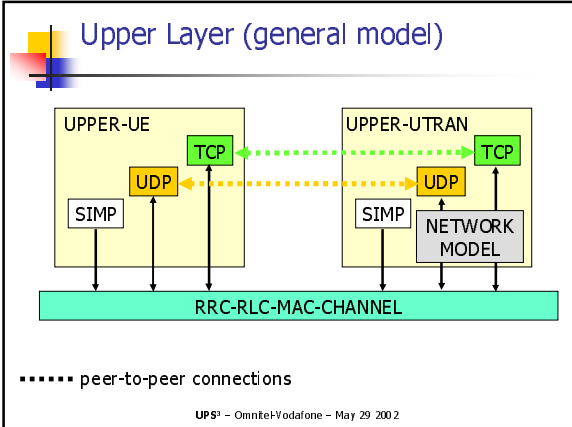 Upper Layer (general model)
UPPER-UE
UPPER-UTRAN
TCP
TCP
UDP
UDP
SIMP
SIMP
NETWORK
MODEL
RRC-RLC-MAC-CHANNEL
peer-to-peer connections
UPS³ – Omnitel-Vodafone – May 29 2002